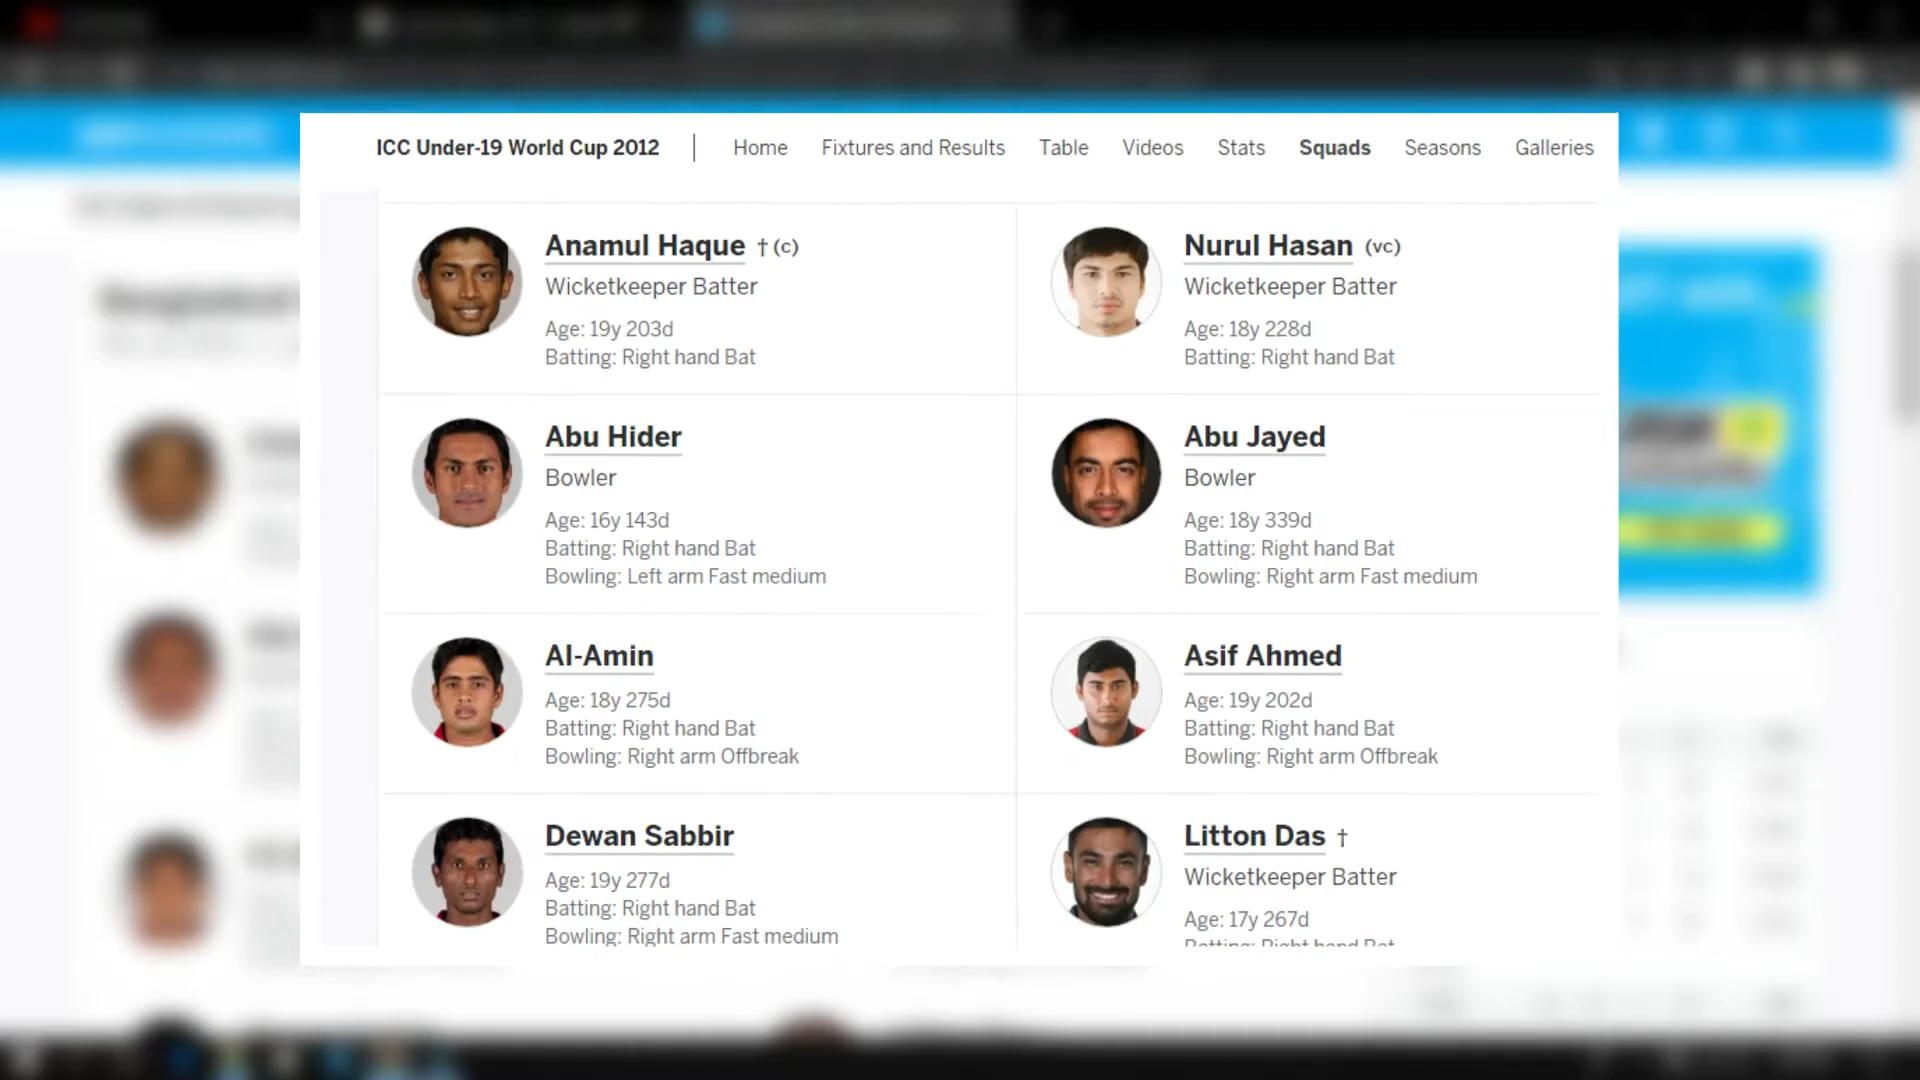 ICC Under-19 World Cup 2012 | Home Fixtures and Results Table Videos Stats Squads Seasons Galleries
Anamul Haque † (c)
Wicketkeeper Batter
Age: 19y 203d
Batting: Right hand Bat
Nurul Hasan (vc)
Wicketkeeper Batter
Age: 18y 228d
Batting: Right hand Bat
Abu Hider
Bowler
Age: 16y 143d
Batting: Right hand Bat
Bowling: Left arm Fast medium
Abu Jayed
Bowler
Age: 18y 339d
Batting: Right hand Bat
Bowling: Right arm Fast medium
Al-Amin
Age: 18y 275d
Batting: Right hand Bat
Bowling: Right arm Offbreak
Asif Ahmed
Age: 19y 202d
Batting: Right hand Bat
Bowling: Right arm Offbreak
Dewan Sabbir
Age: 19y 277d
Batting: Right hand Bat
Bowling: Right arm Fast medium
Litton Das †
Wicketkeeper Batter
Age: 17y 267d
Batting: Right hand Bat